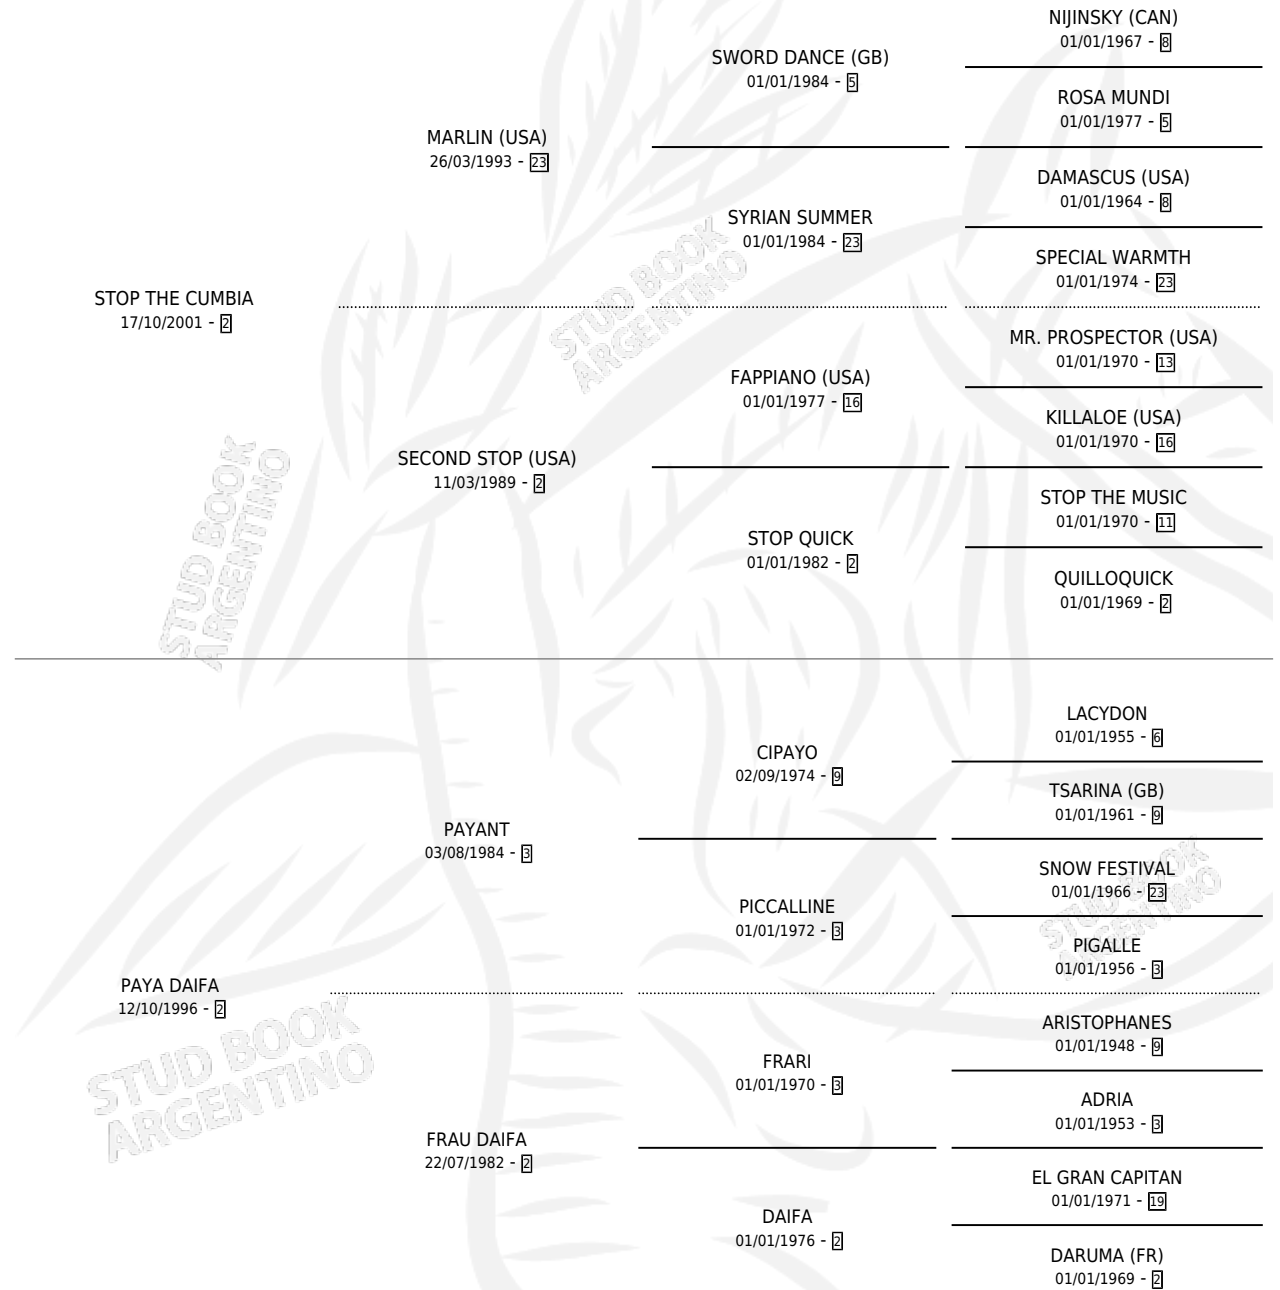 NIJINSKY (CAN)
01/01/1967 - 8
SWORD DANCE (GB)
01/01/1984 - 5
ROSA MUNDI
01/01/1977 - 5
MARLIN (USA)
26/03/1993 - 23
DAMASCUS (USA)
01/01/1964 - 8
SYRIAN SUMMER
01/01/1984 - 23
SPECIAL WARMTH
01/01/1974 - 23
STOP THE CUMBIA
17/10/2001 - 2
MR. PROSPECTOR (USA)
01/01/1970 - 13
FAPPIANO (USA)
01/01/1977 - 16
KILLALOE (USA)
01/01/1970 - 16
SECOND STOP (USA)
11/03/1989 - 2
STOP THE MUSIC
01/01/1970 - 11
STOP QUICK
01/01/1982 - 2
QUILLOQUICK
01/01/1969 - 2
STUD BOOK
ARGENTINO
STUD BOOK
ARGENTINO
LACYDON
01/01/1955 - 6
CIPAYO
02/09/1974 - 9
TSARINA (GB)
01/01/1961 - 9
PAYANT
03/08/1984 - 3
SNOW FESTIVAL
01/01/1966 - 23
PICCALLINE
01/01/1972 - 3
PIGALLE
01/01/1956 - 3
STUD BOOK
ARGENTINO
PAYA DAIFA
12/10/1996 - 2
ARISTOPHANES
01/01/1948 - 9
FRARI
01/01/1970 - 3
ADRIA
01/01/1953 - 3
FRAU DAIFA
22/07/1982 - 2
EL GRAN CAPITAN
01/01/1971 - 19
DAIFA
01/01/1976 - 2
DARUMA (FR)
01/01/1969 - 2
STUD BOOK
ARGENTINO